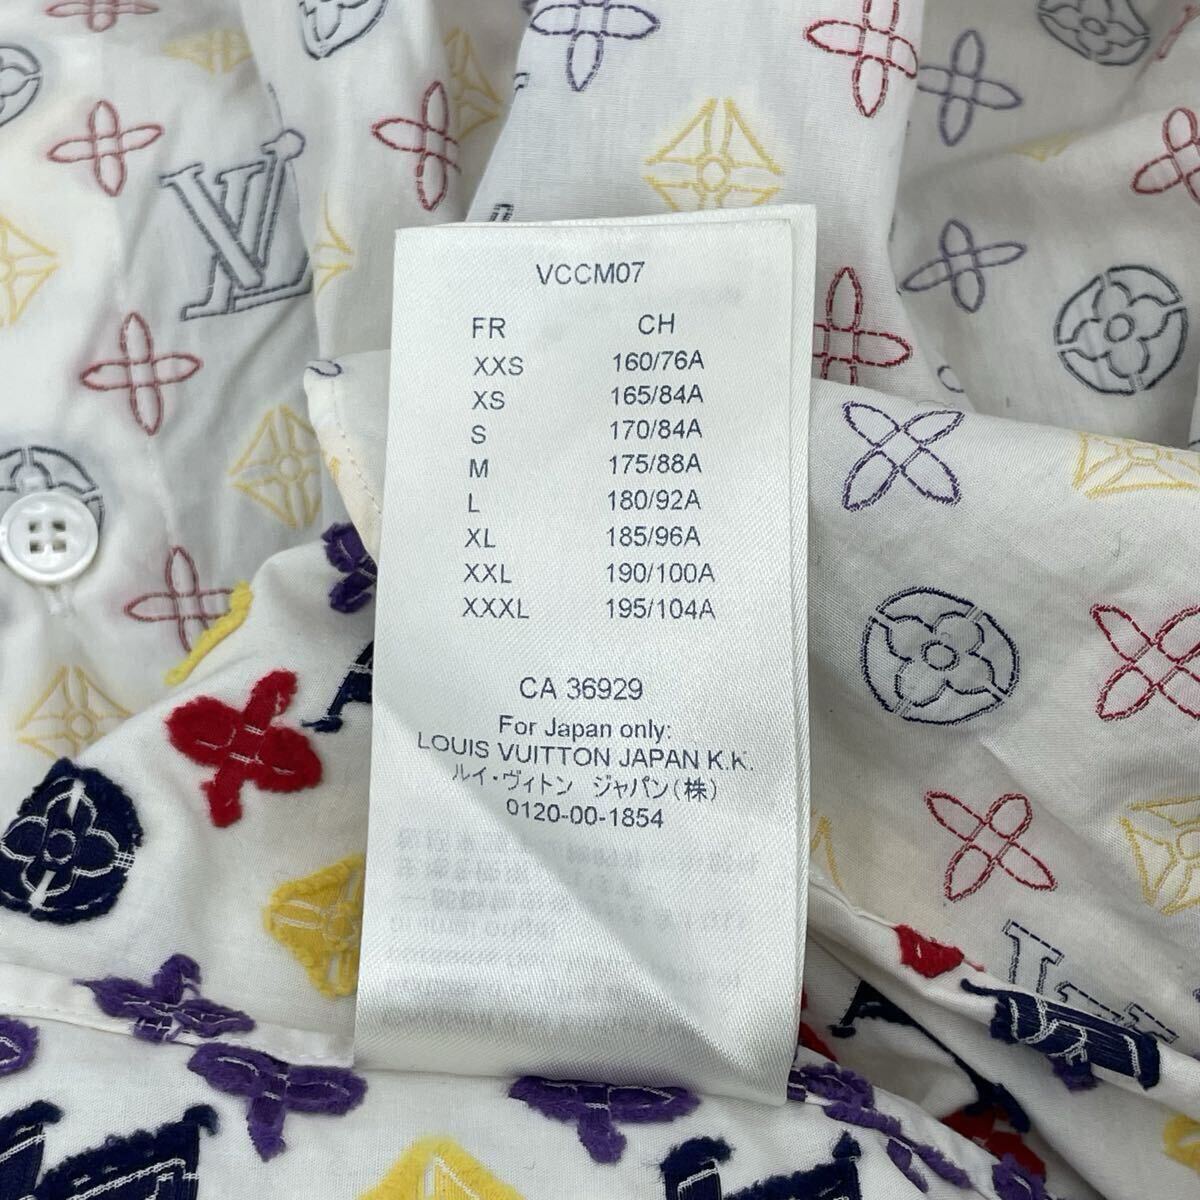 VCCM07
FR CH
XXS 160/76A
XS 165/84A
S 170/84A
M 175/88A
L 180/92A
XL 185/96A
XXL 190/100A
XXXL 195/104A
CA 36929
For Japan only:
LOUIS VUITTON JAPAN K.K.
ルイ・ヴィトン ジャパン(株)
0120-00-1854